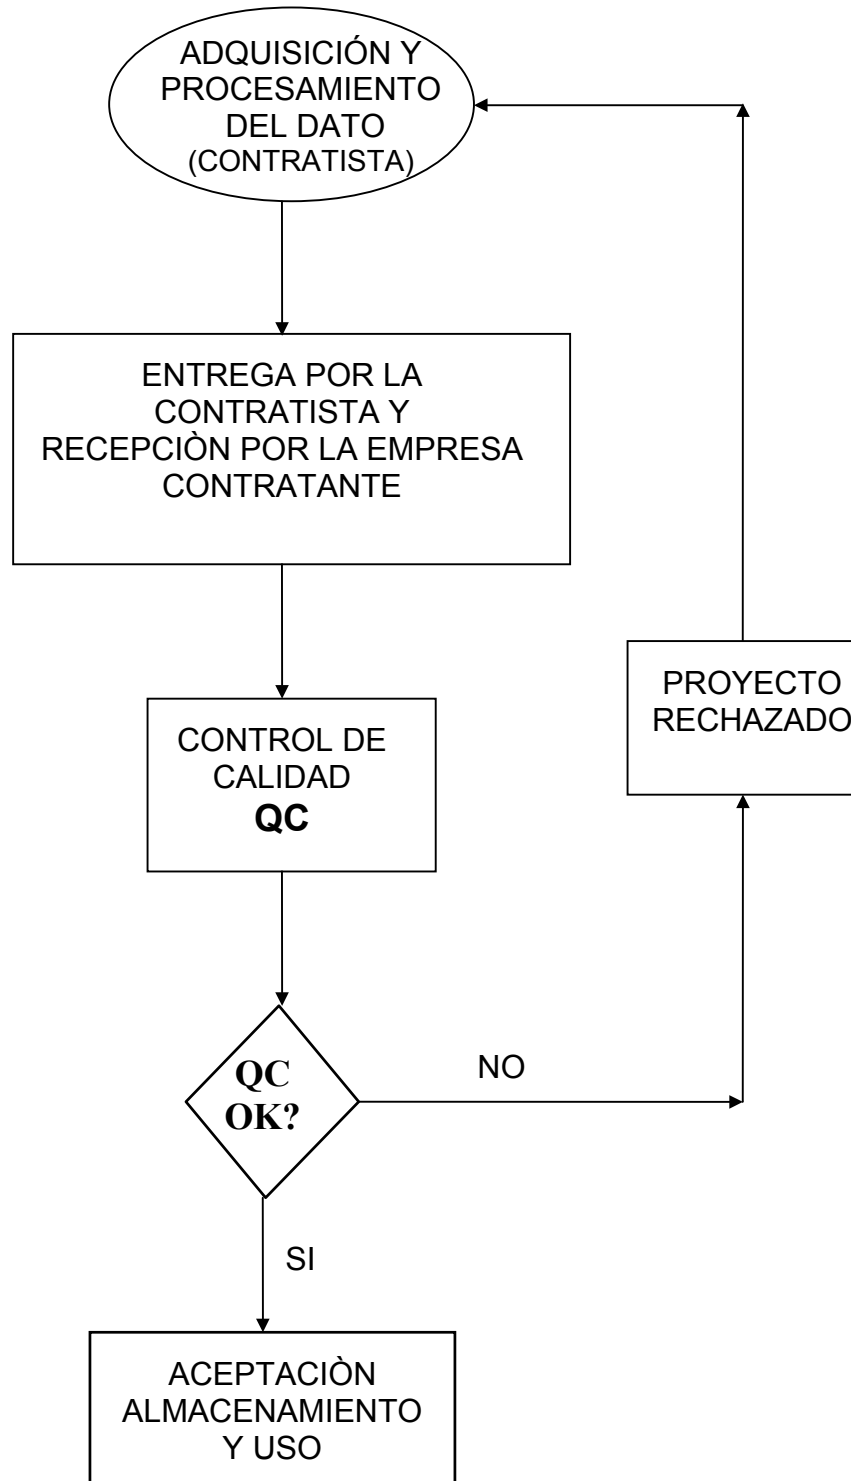 ADQUISICIÓN Y
PROCESAMIENTO
DEL DATO
(CONTRATISTA)
ENTREGA POR LA
CONTRATISTA Y
RECEPCIÒN POR LA EMPRESA
CONTRATANTE
PROYECTO
RECHAZADO
CONTROL DE
CALIDAD
QC
QC
OK?
NO
SI
ACEPTACIÒN
ALMACENAMIENTO
Y USO